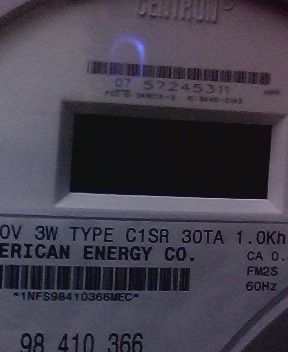 CENTRON
07 57245311
0V 3W TYPE C1SR 30TA 1.0Kh
ERICAN ENERGY CO.
CA 0.
FM2S
60Hz
*1NFS98410366MEC*
98 410 366